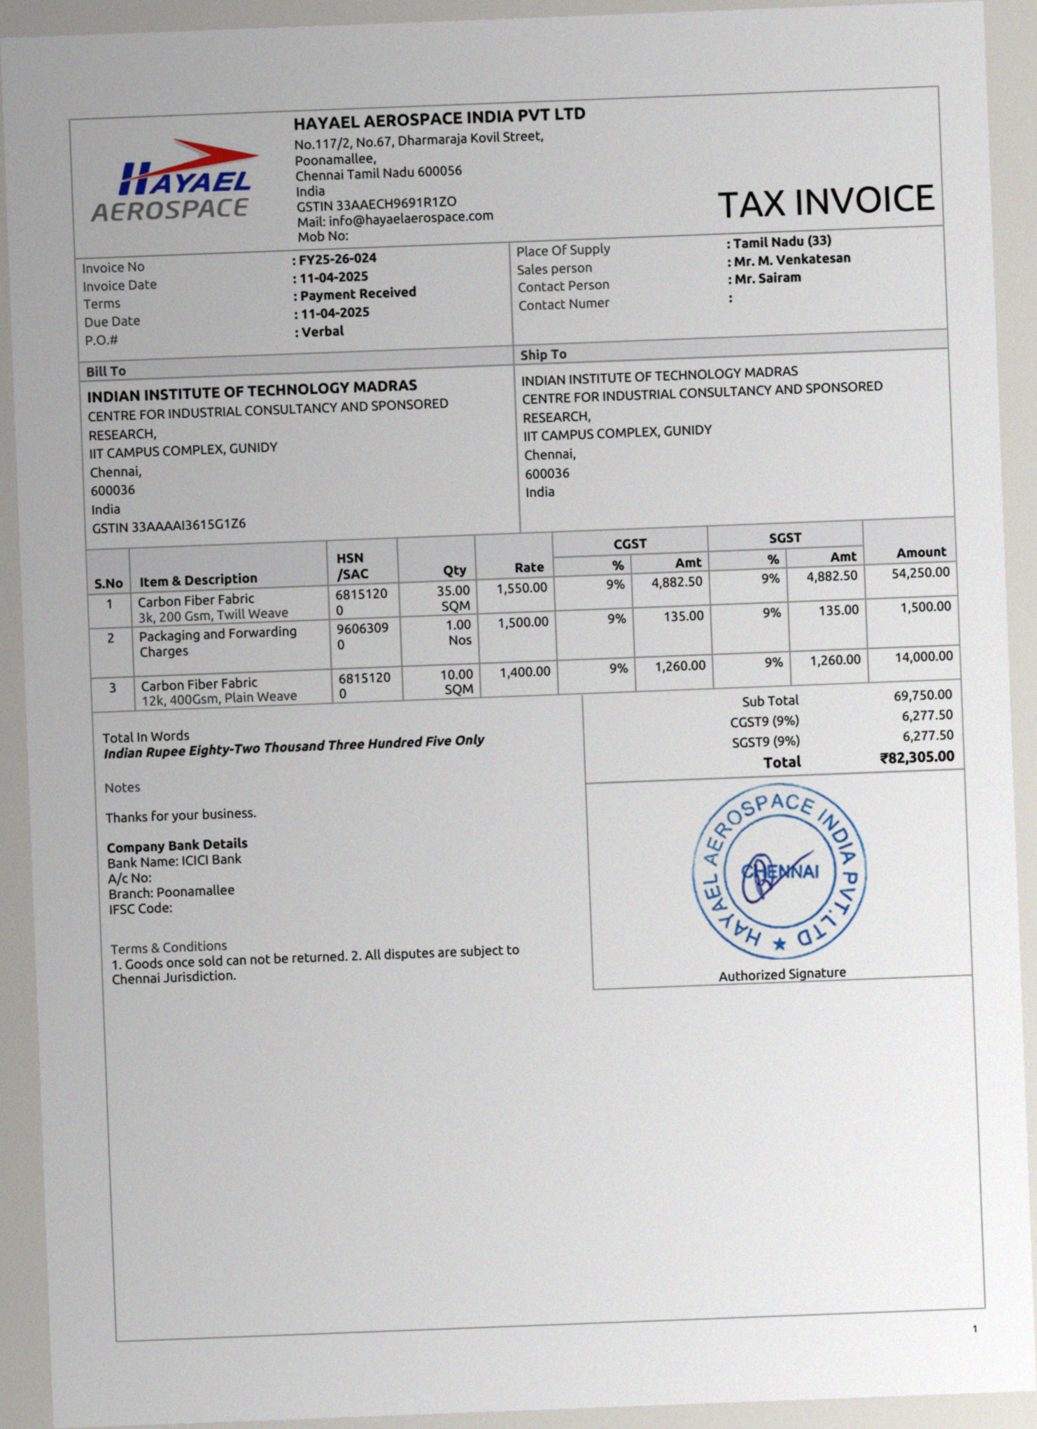 HAYAEL
AEROSPACE
HAYAEL AEROSPACE INDIA PVT LTD
No.117/2, No.67, Dharmaraja Kovil Street,
Poonamallee,
Chennai Tamil Nadu 600056
India
GSTIN 33AAECH9691R1ZO
Mail: info@hayaelaerospace.com
Mob No:
TAX INVOICE
Invoice No : FY25-26-024
Invoice Date : 11-04-2025
Terms : Payment Received
Due Date : 11-04-2025
P.O.# : Verbal
Place Of Supply : Tamil Nadu (33)
Sales person : Mr. M. Venkatesan
Contact Person : Mr. Sairam
Contact Numer :
Bill To
INDIAN INSTITUTE OF TECHNOLOGY MADRAS
CENTRE FOR INDUSTRIAL CONSULTANCY AND SPONSORED
RESEARCH,
IIT CAMPUS COMPLEX, GUNIDY
Chennai,
600036
India
GSTIN 33AAAAI3615G1Z6
Ship To
INDIAN INSTITUTE OF TECHNOLOGY MADRAS
CENTRE FOR INDUSTRIAL CONSULTANCY AND SPONSORED
RESEARCH,
IIT CAMPUS COMPLEX, GUNIDY
Chennai,
600036
India
CGST SGST
S.No Item & Description HSN /SAC Qty Rate % Amt % Amt Amount
1 Carbon Fiber Fabric 6815120 35.00 1,550.00 9% 4,882.50 9% 4,882.50 54,250.00
3k, 200 Gsm, Twill Weave 0 SQM
2 Packaging and Forwarding 9606309 1.00 1,500.00 9% 135.00 9% 135.00 1,500.00
Charges 0 Nos
3 Carbon Fiber Fabric 6815120 10.00 1,400.00 9% 1,260.00 9% 1,260.00 14,000.00
12k, 400Gsm, Plain Weave 0 SQM
Sub Total 69,750.00
CGST9 (9%) 6,277.50
SGST9 (9%) 6,277.50
Total ₹82,305.00
Total In Words
Indian Rupee Eighty-Two Thousand Three Hundred Five Only
Notes
Thanks for your business.
Company Bank Details
Bank Name: ICICI Bank
A/c No:
Branch: Poonamallee
IFSC Code:
Terms & Conditions
1. Goods once sold can not be returned. 2. All disputes are subject to
Chennai Jurisdiction.
HAYAEL AEROSPACE INDIA PVT.LTD
CHENNAI
Authorized Signature
1